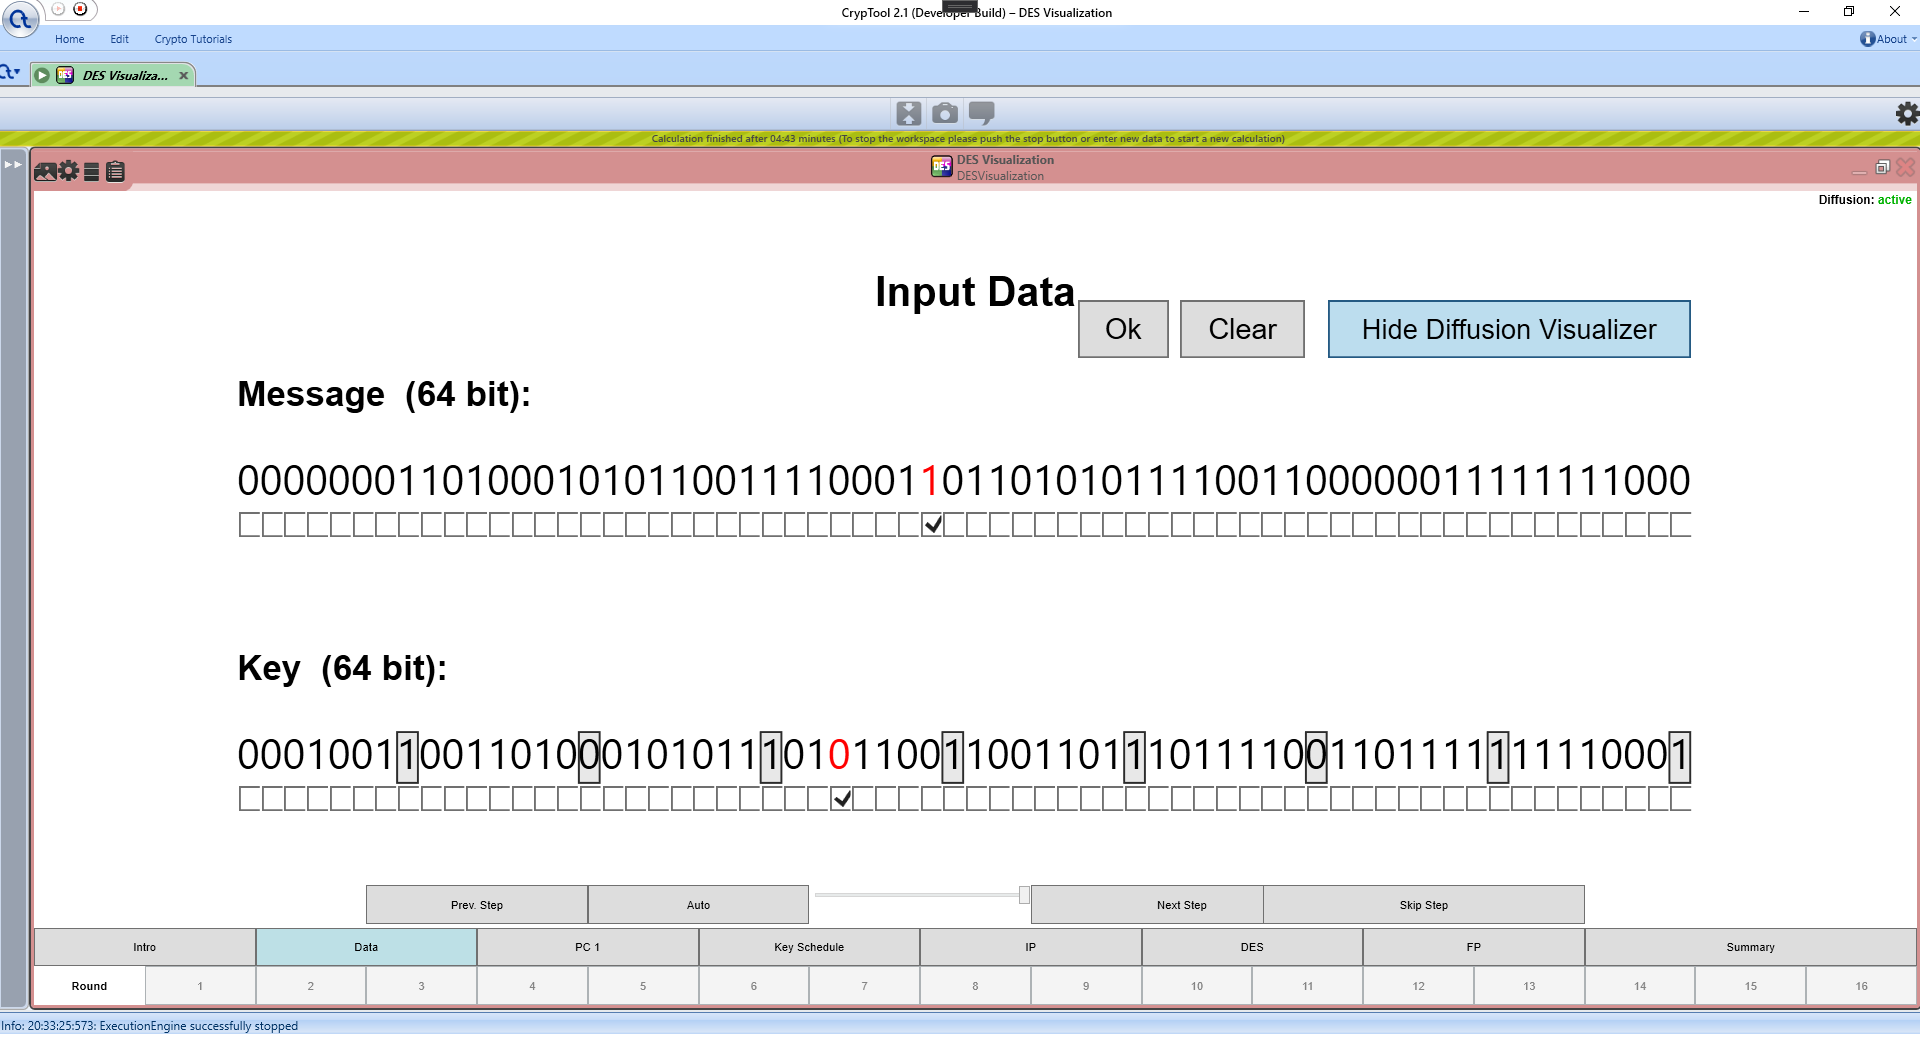 CrypTool 2.1 (Developer Build) – DES Visualization
Home Edit Crypto Tutorials
About
DES Visualiza...
Calculation finished after 04:43 minutes (To stop the workspace please push the stop button or enter new data to start a new calculation)
DES DES Visualization
DESVisualization
Diffusion: active
Input Data
Ok Clear Hide Diffusion Visualizer
Message (64 bit):
0000000110100010101100111100011011010101111001100000011111111000
Key (64 bit):
0001001100110100010101110101100110011011101111001101111111110001
Prev. Step Auto Next Step Skip Step
Intro Data PC 1 Key Schedule IP DES FP Summary
Round 1 2 3 4 5 6 7 8 9 10 11 12 13 14 15 16
Info: 20:33:25:573: ExecutionEngine successfully stopped